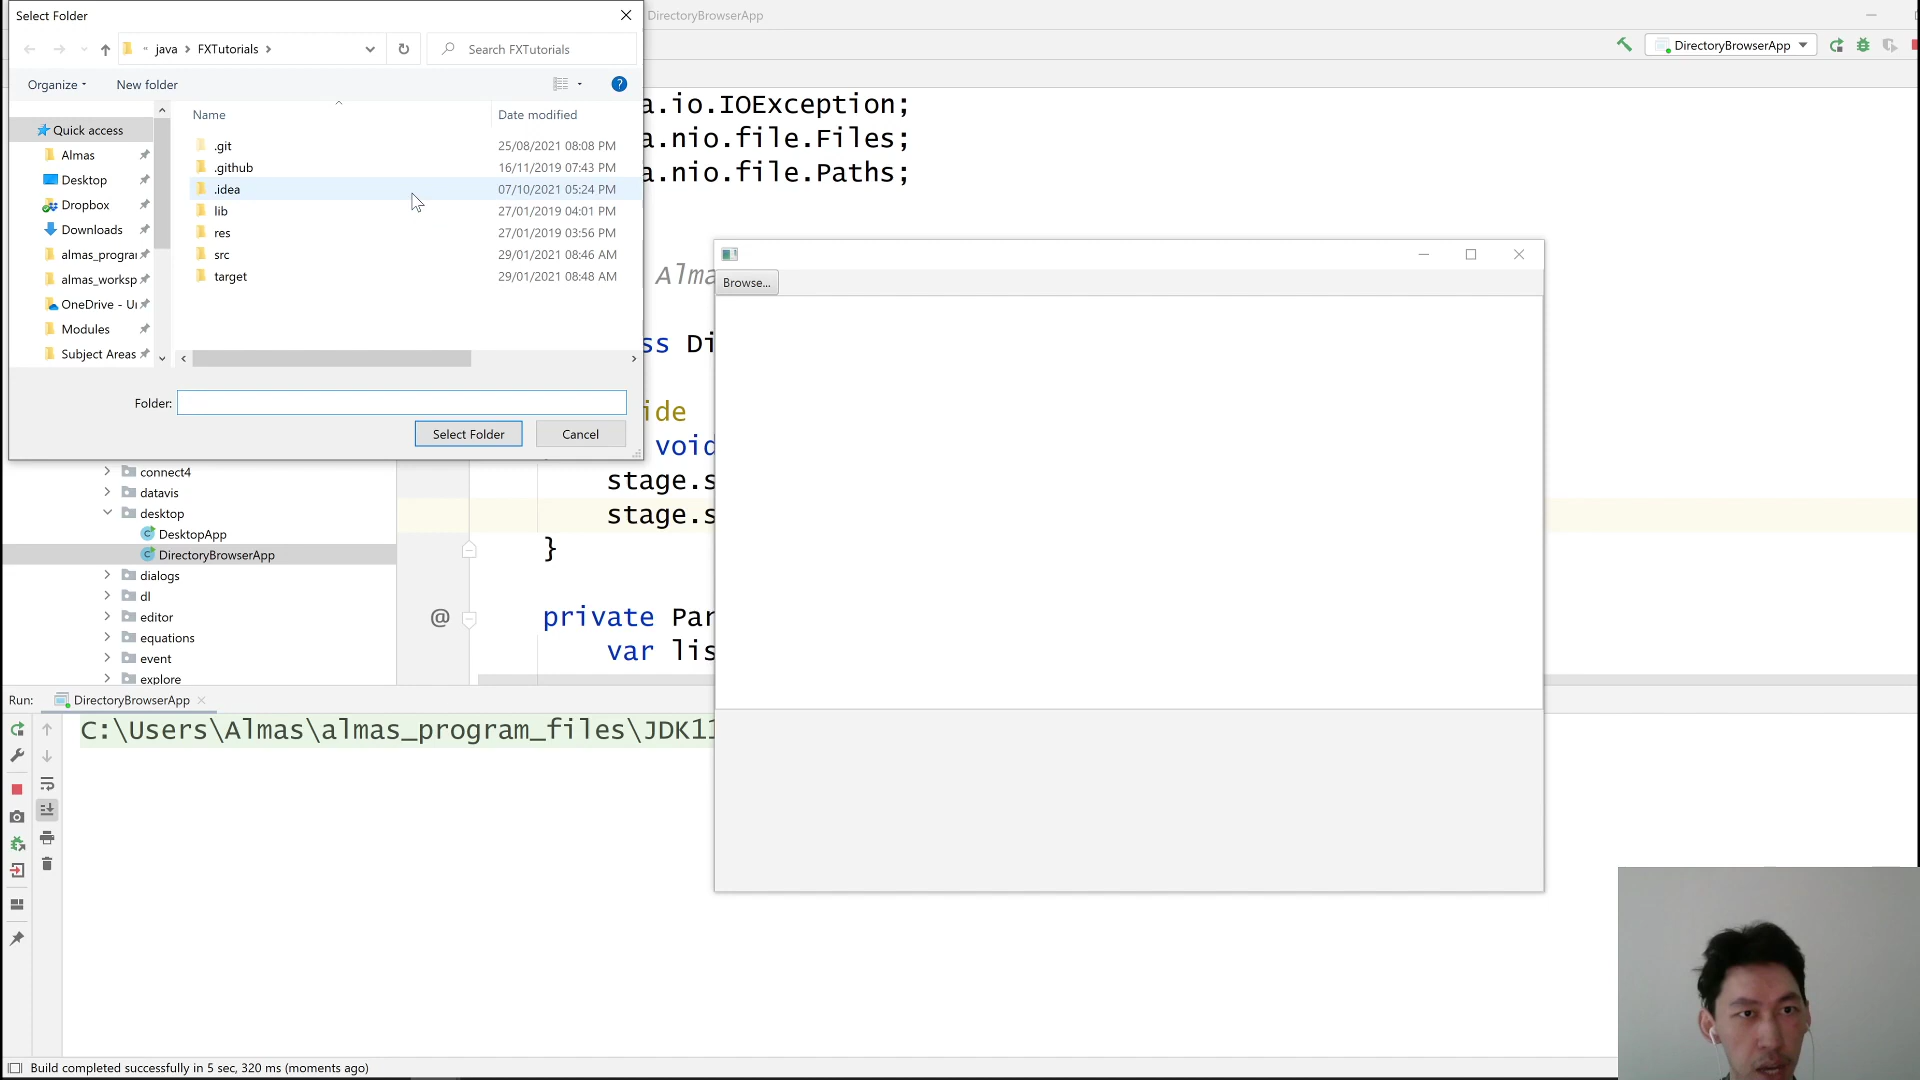 Select Folder
DirectoryBrowserApp
« java > FXTutorials >
Search FXTutorials
DirectoryBrowserApp
Organize
New folder
?
Name
Date modified
.git 25/08/2021 08:08 PM
.github 16/11/2019 07:43 PM
.idea 07/10/2021 05:24 PM
lib 27/01/2019 04:01 PM
res 27/01/2019 03:56 PM
src 29/01/2021 08:46 AM
target 29/01/2021 08:48 AM
Quick access
Almas
Desktop
Dropbox
Downloads
almas_progra
almas_worksp
OneDrive - U
Modules
Subject Areas
Folder:
Select Folder
Cancel
a.io.IOException;
a.nio.file.Files;
a.nio.file.Paths;
Alma
ss Di
ide
void
stage.s
stage.s
}
@
private Par
var lis
Browse...
connect4
datavis
desktop
DesktopApp
DirectoryBrowserApp
dialogs
dl
editor
equations
event
explore
Run:
DirectoryBrowserApp
C:\Users\Almas\almas_program_files\JDK11
Build completed successfully in 5 sec, 320 ms (moments ago)